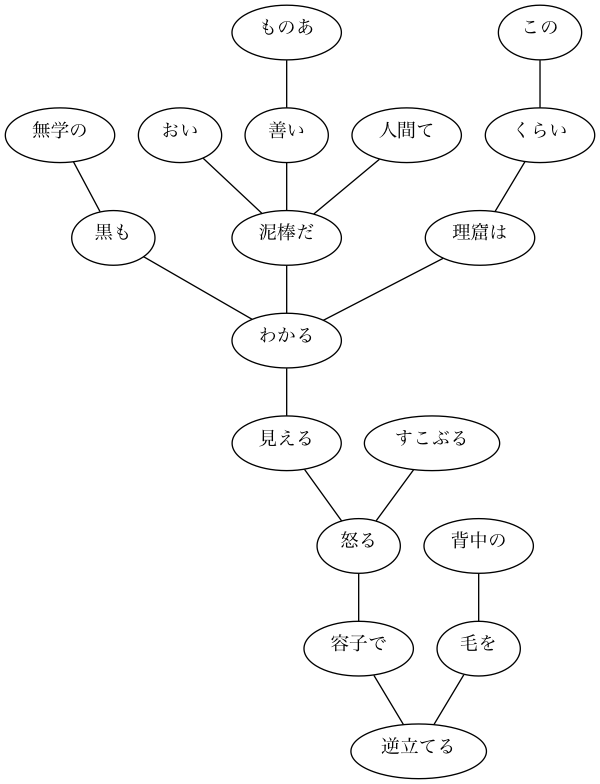 ものあ
この
無学の
おい
善い
人間て
くらい
黒も
泥棒だ
理窟は
わかる
見える
すこぶる
怒る
背中の
容子で
毛を
逆立てる